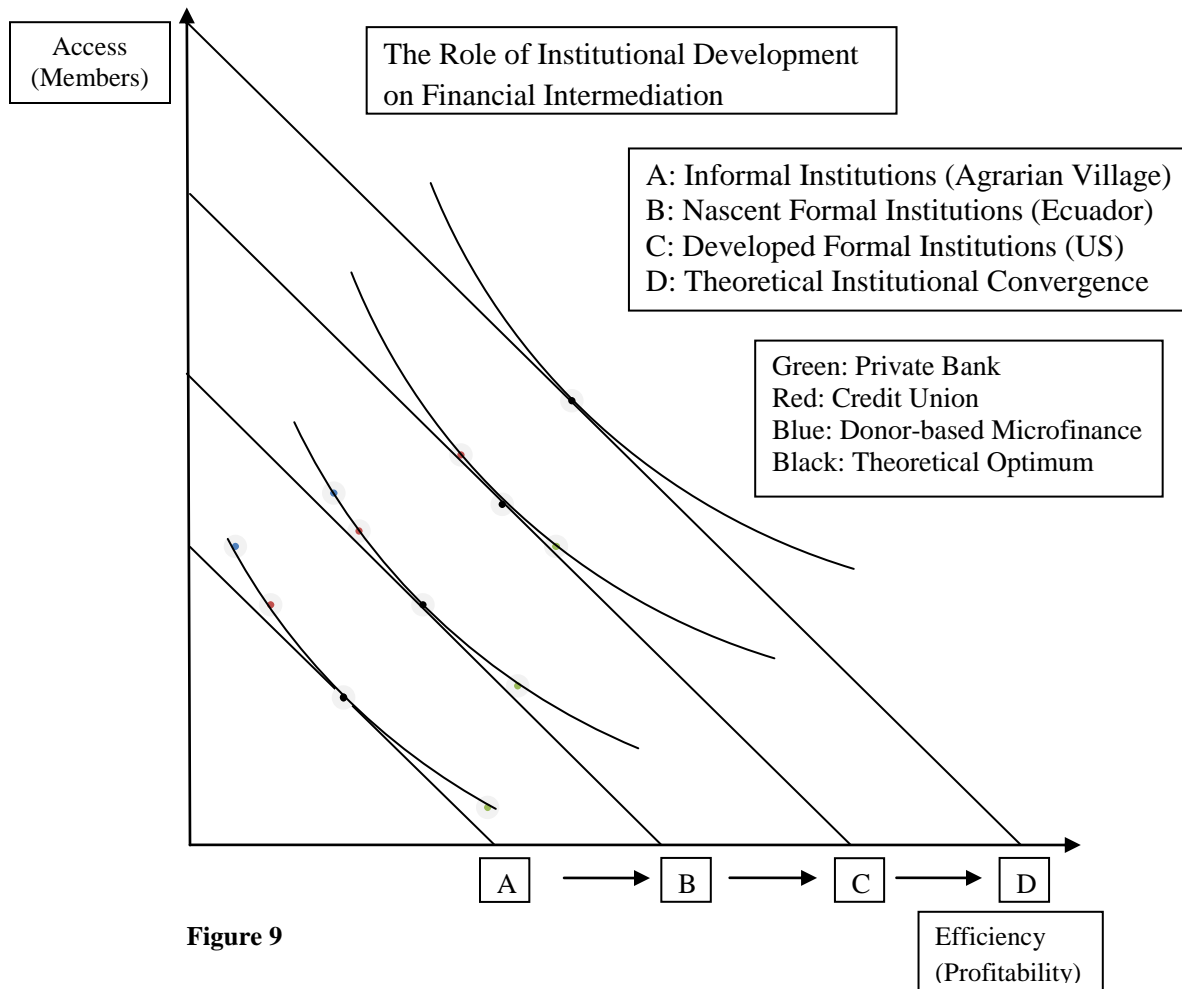 Access
(Members)
The Role of Institutional Development
on Financial Intermediation
A: Informal Institutions (Agrarian Village)
B: Nascent Formal Institutions (Ecuador)
C: Developed Formal Institutions (US)
D: Theoretical Institutional Convergence
Green: Private Bank
Red: Credit Union
Blue: Donor-based Microfinance
Black: Theoretical Optimum
A
B
C
D
Figure 9
Efficiency
(Profitability)